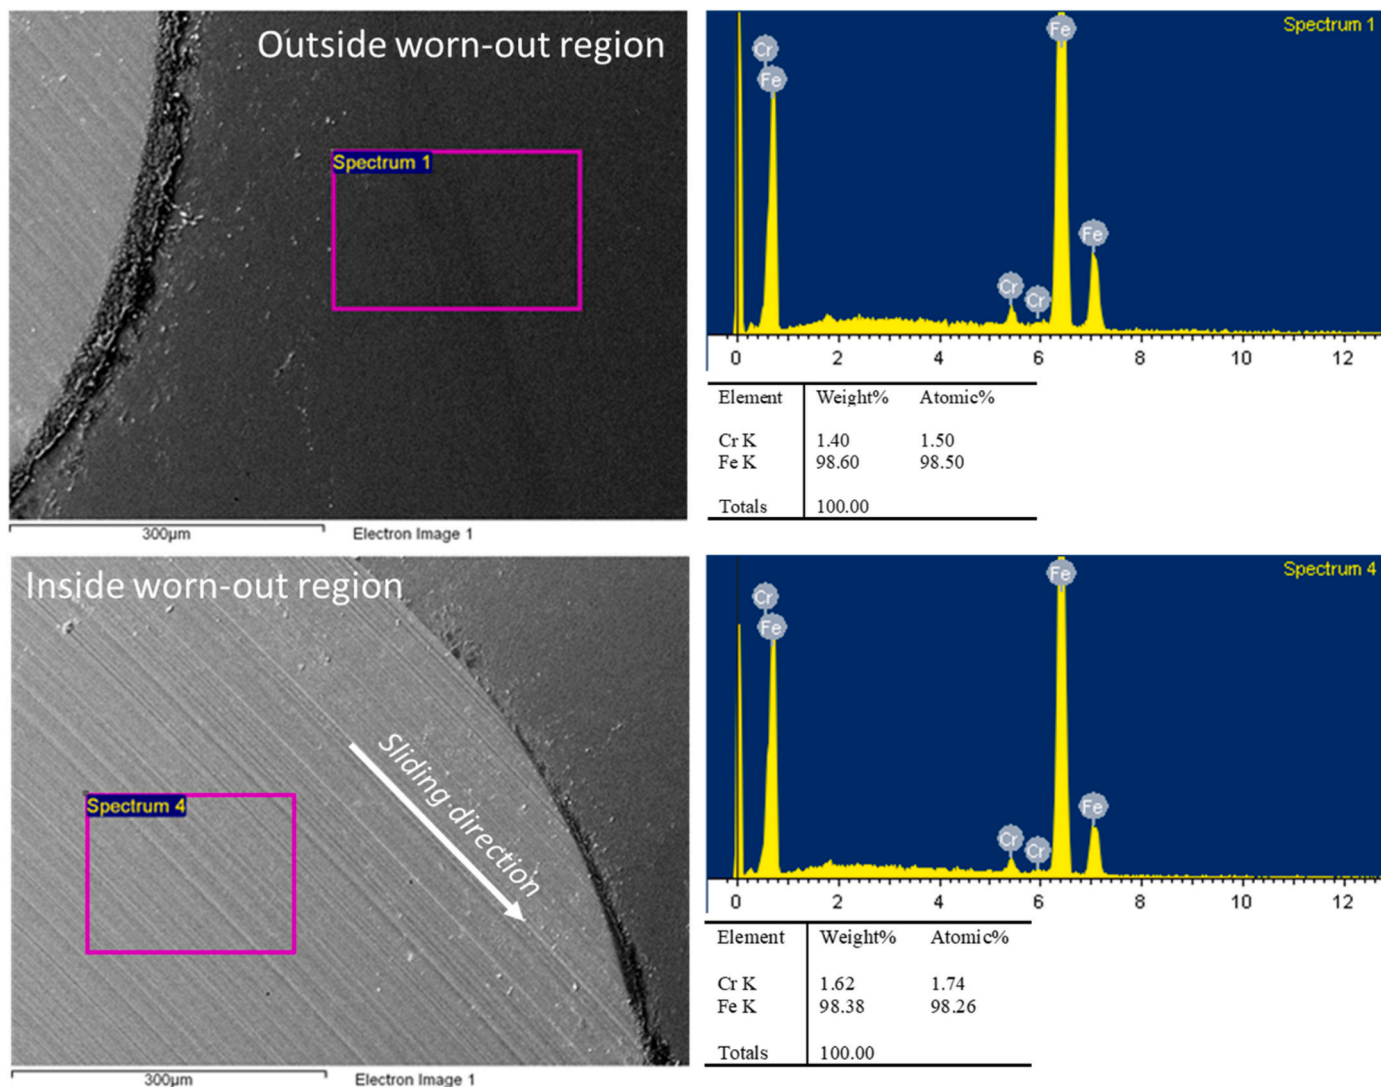 Outside worn-out region
Spectrum 1
300µm
Electron Image 1
Spectrum 1
Cr
Fe
Cr
Cr
Fe
Fe
0 2 4 6 8 10 12
Element Weight% Atomic%
Cr K 1.40 1.50
Fe K 98.60 98.50
Totals 100.00
Inside worn-out region
Spectrum 4
Sliding direction
300µm
Electron Image 1
Spectrum 4
Cr
Fe
Cr
Cr
Fe
Fe
0 2 4 6 8 10 12
Element Weight% Atomic%
Cr K 1.62 1.74
Fe K 98.38 98.26
Totals 100.00